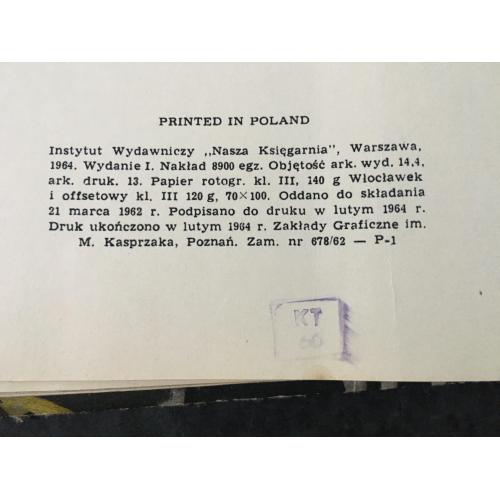 PRINTED IN POLAND
Instytut Wydawniczy „Nasza Księgarnia", Warszawa,
1964. Wydanie I. Nakład 8900 egz. Objętość ark. wyd. 14,4,
ark. druk. 13. Papier rotogr. kl. III, 140 g Włocławek
i offsetowy kl. III 120 g, 70×100. Oddano do składania
21 marca 1962 r. Podpisano do druku w lutym 1964 r.
Druk ukończono w lutym 1964 r. Zakłady Graficzne im.
M. Kasprzaka, Poznań. Zam. nr 678/62 — P-1
KT
60